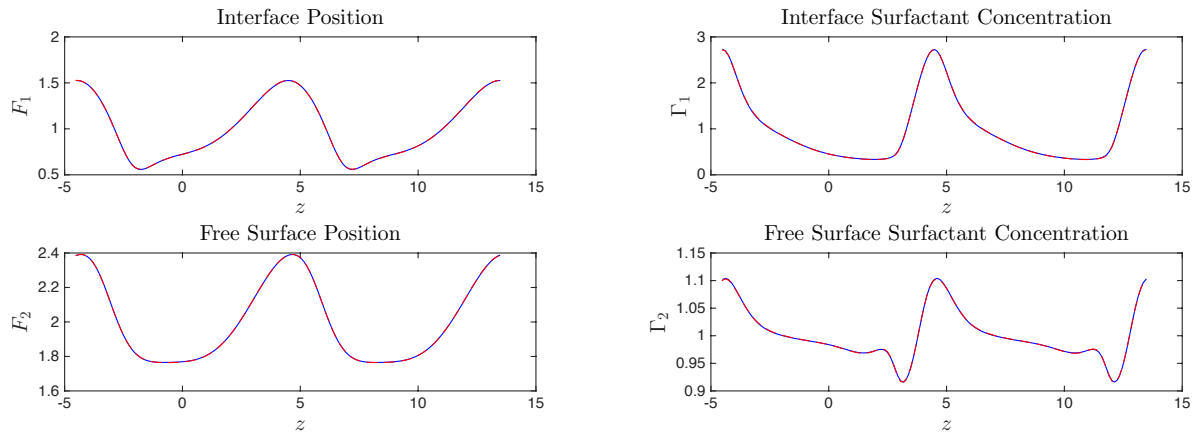 Interface Position
2
1.5
1
0.5
F₁
-5 0 5 10 15
z
Interface Surfactant Concentration
3
2
1
0
Γ₁
-5 0 5 10 15
z
Free Surface Position
2.4
2.2
2
1.8
1.6
F₂
-5 0 5 10 15
z
Free Surface Surfactant Concentration
1.15
1.1
1.05
1
0.95
0.9
Γ₂
-5 0 5 10 15
z